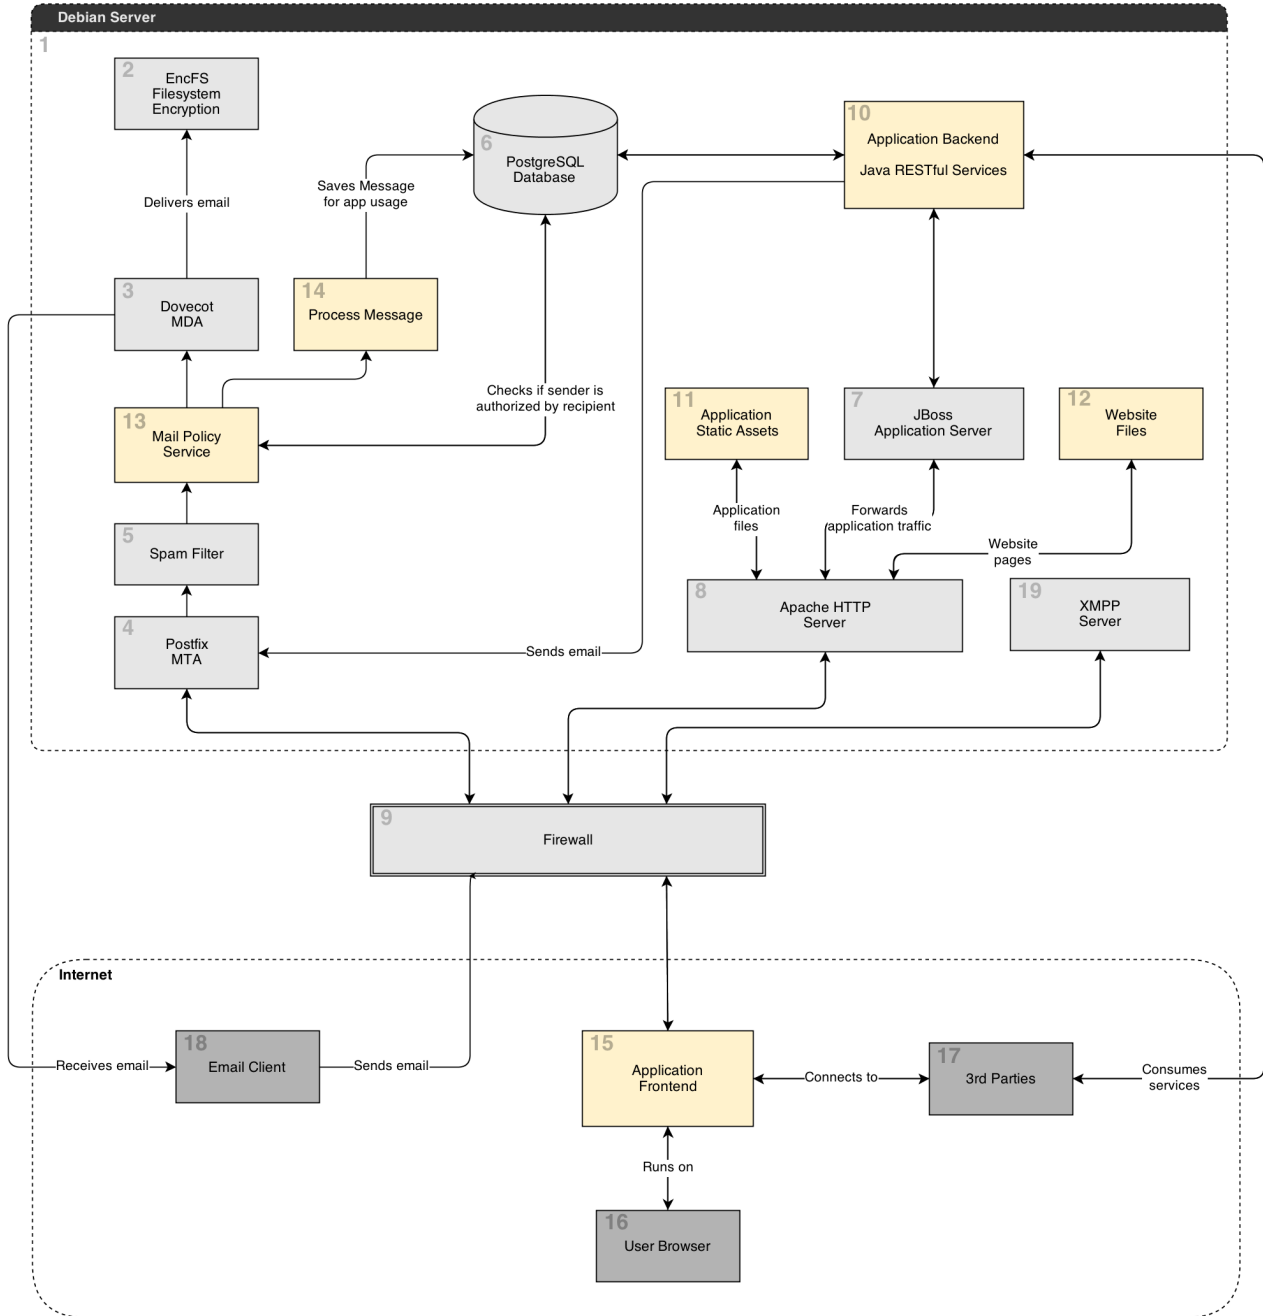 Debian Server
1
2
EncFS
Filesystem
Encryption
6
PostgreSQL
Database
10
Application Backend
Java RESTful Services
Saves Message
for app usage
Delivers email
3
Dovecot
MDA
14
Process Message
Checks if sender is
authorized by recipient
11
Application
Static Assets
7
JBoss
Application Server
12
Website
Files
13
Mail Policy
Service
Application
files
Forwards
application traffic
Website
pages
5
Spam Filter
8
Apache HTTP
Server
19
XMPP
Server
4
Postfix
MTA
Sends email
9
Firewall
Internet
18
Email Client
Receives email
Sends email
15
Application
Frontend
Connects to
17
3rd Parties
Consumes
services
Runs on
16
User Browser